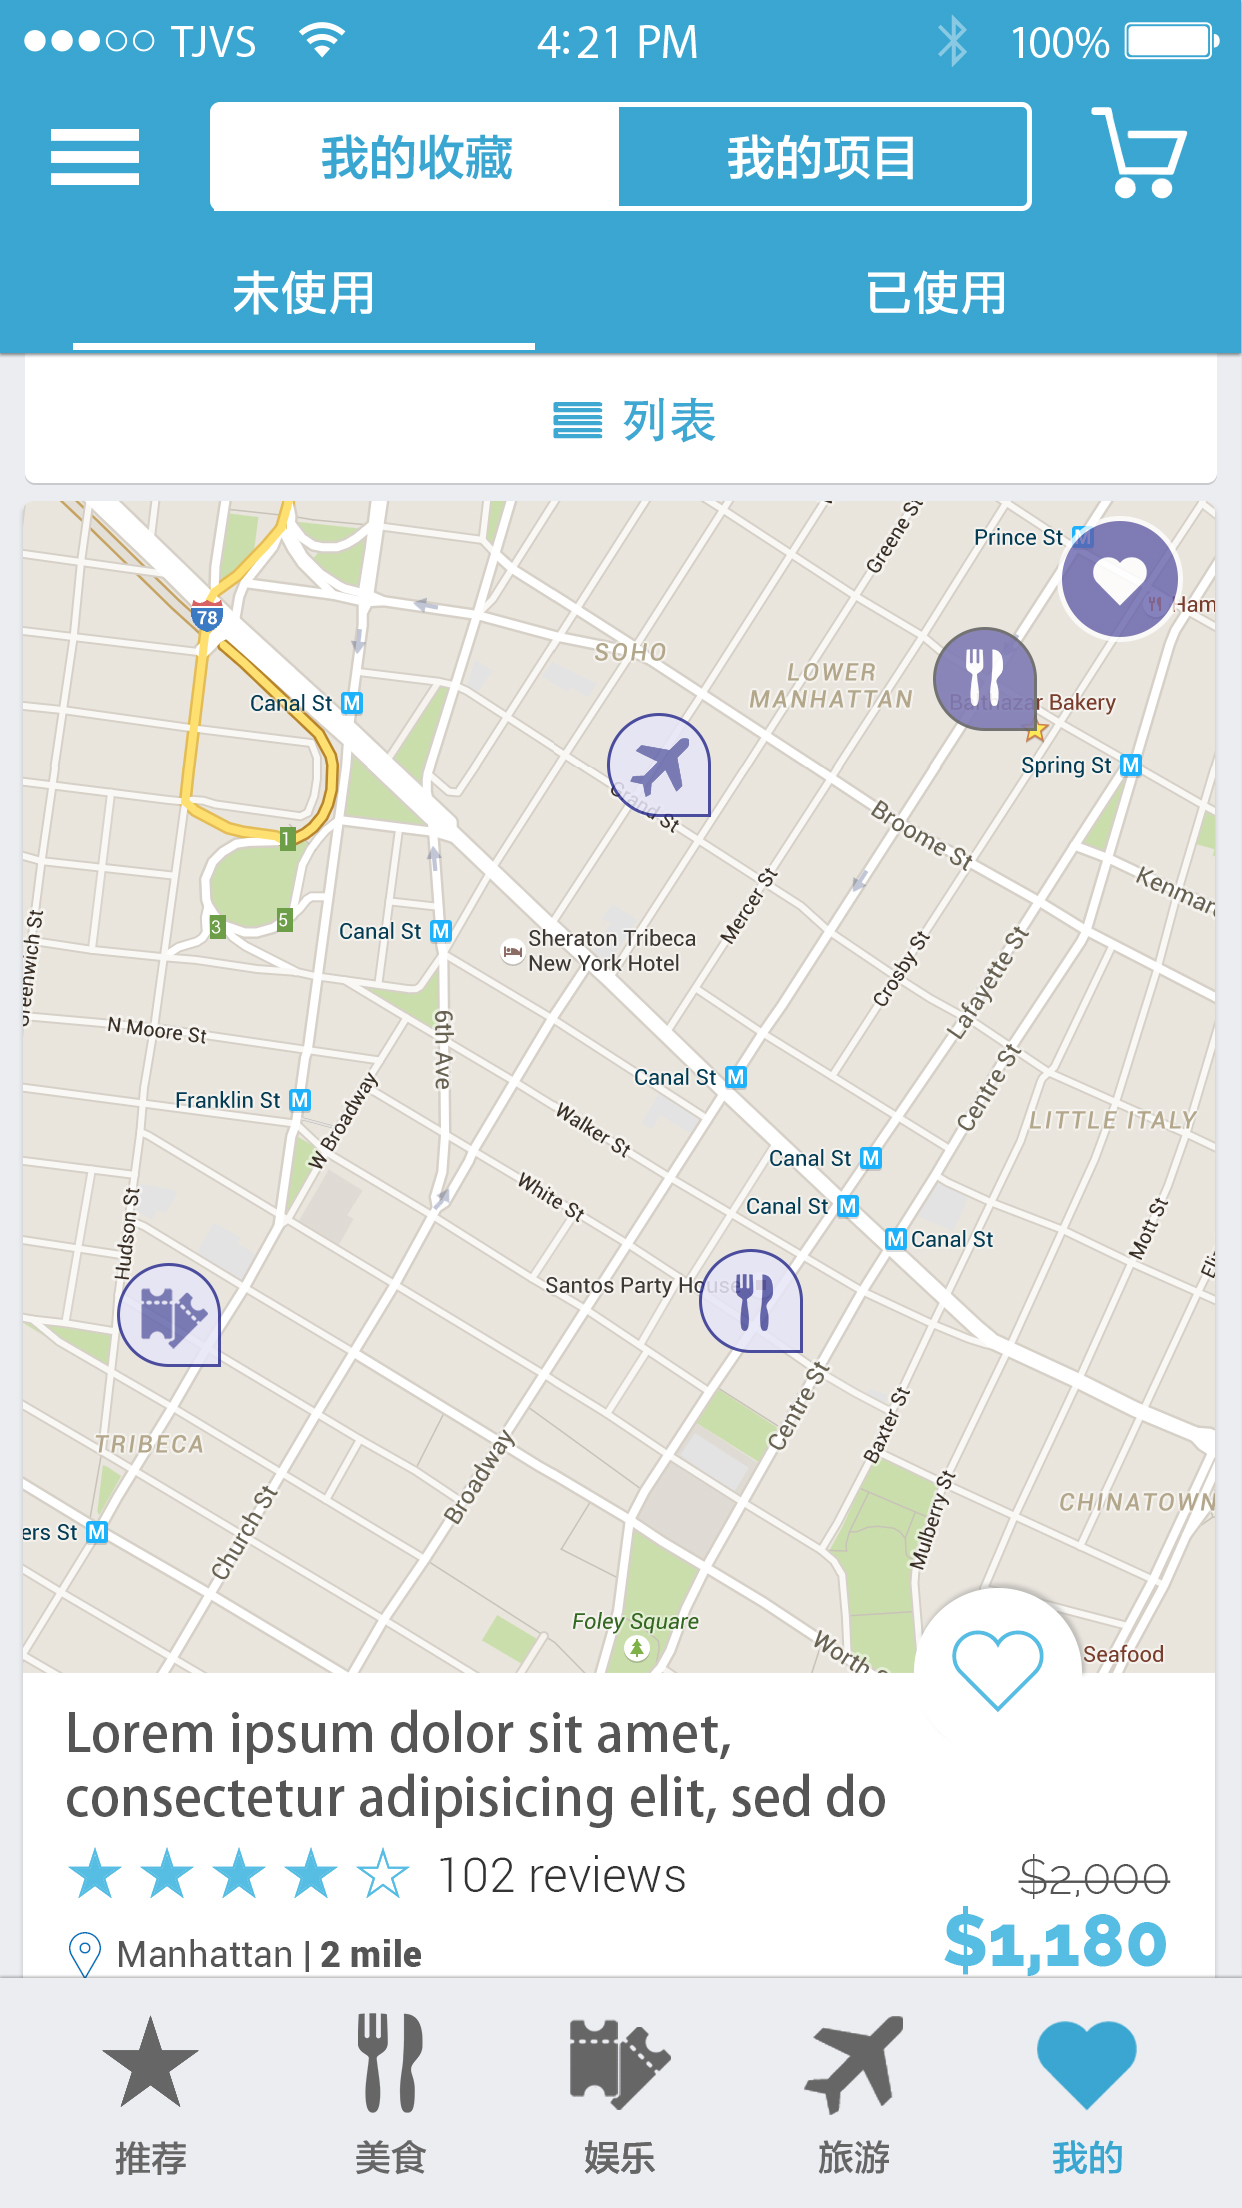 TJVS 4:21 PM 100%
我的收藏 我的项目
未使用 已使用
列表
Greene St
Prince St M
Ham
78
SOHO
LOWER
MANHATTAN
Canal St M
Balthazar Bakery
Spring St M
Grand St
Broome St
1
Kenmar
Mercer St
3 5
Canal St M
Sheraton Tribeca
New York Hotel
Crosby St
Lafayette St
Greenwich St
N Moore St
6th Ave
Centre St
Canal St M
Franklin St M
W Broadway
Walker St
LITTLE ITALY
Canal St M
White St
Canal St M
Hudson St
Mott St
M Canal St
Santos Party House
Centre St
Baxter St
TRIBECA
Broadway
Mulberry St
Church St
CHINATOWN
ers St M
Foley Square
Worth
Seafood
Lorem ipsum dolor sit amet,
consectetur adipisicing elit, sed do
102 reviews
$2,000
$1,180
Manhattan | 2 mile
推荐 美食 娱乐 旅游 我的